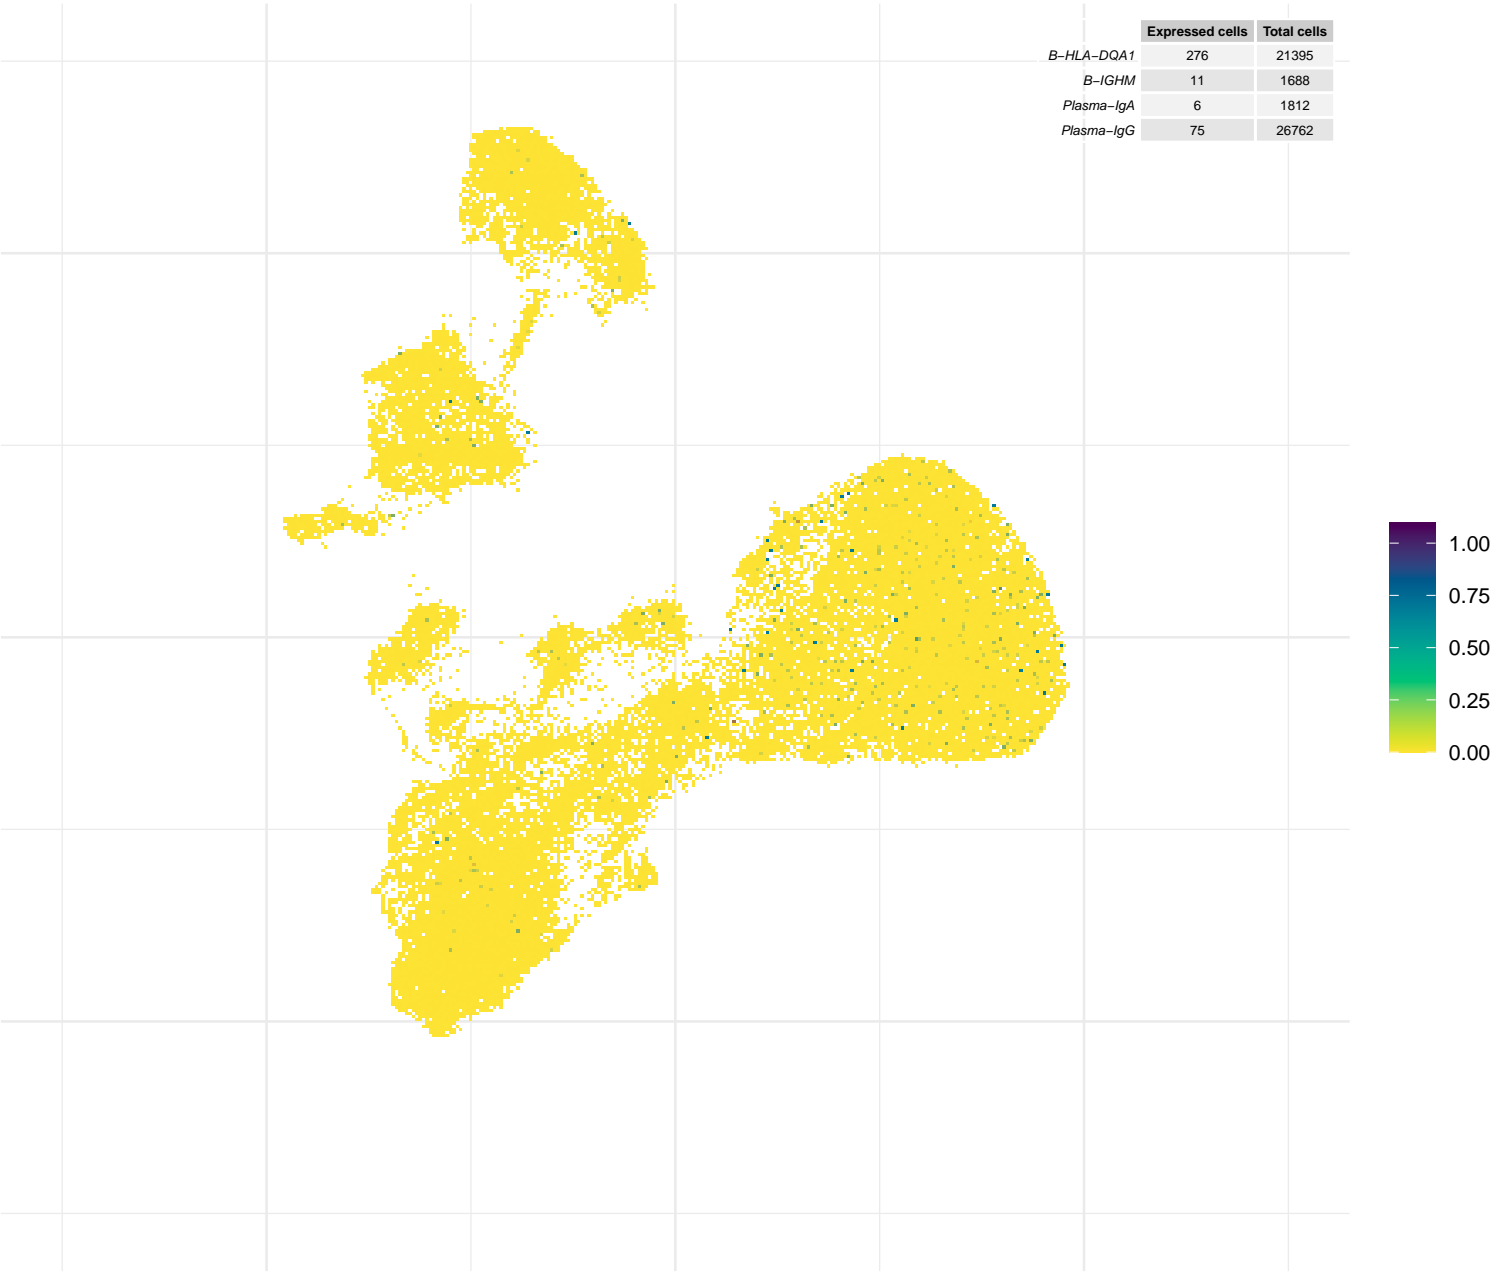 Expressed cells Total cells
B−HLA−DQA1 276 21395
B−IGHM 11 1688
Plasma−IgA 6 1812
Plasma−IgG 75 26762
1.00
0.75
0.50
0.25
0.00